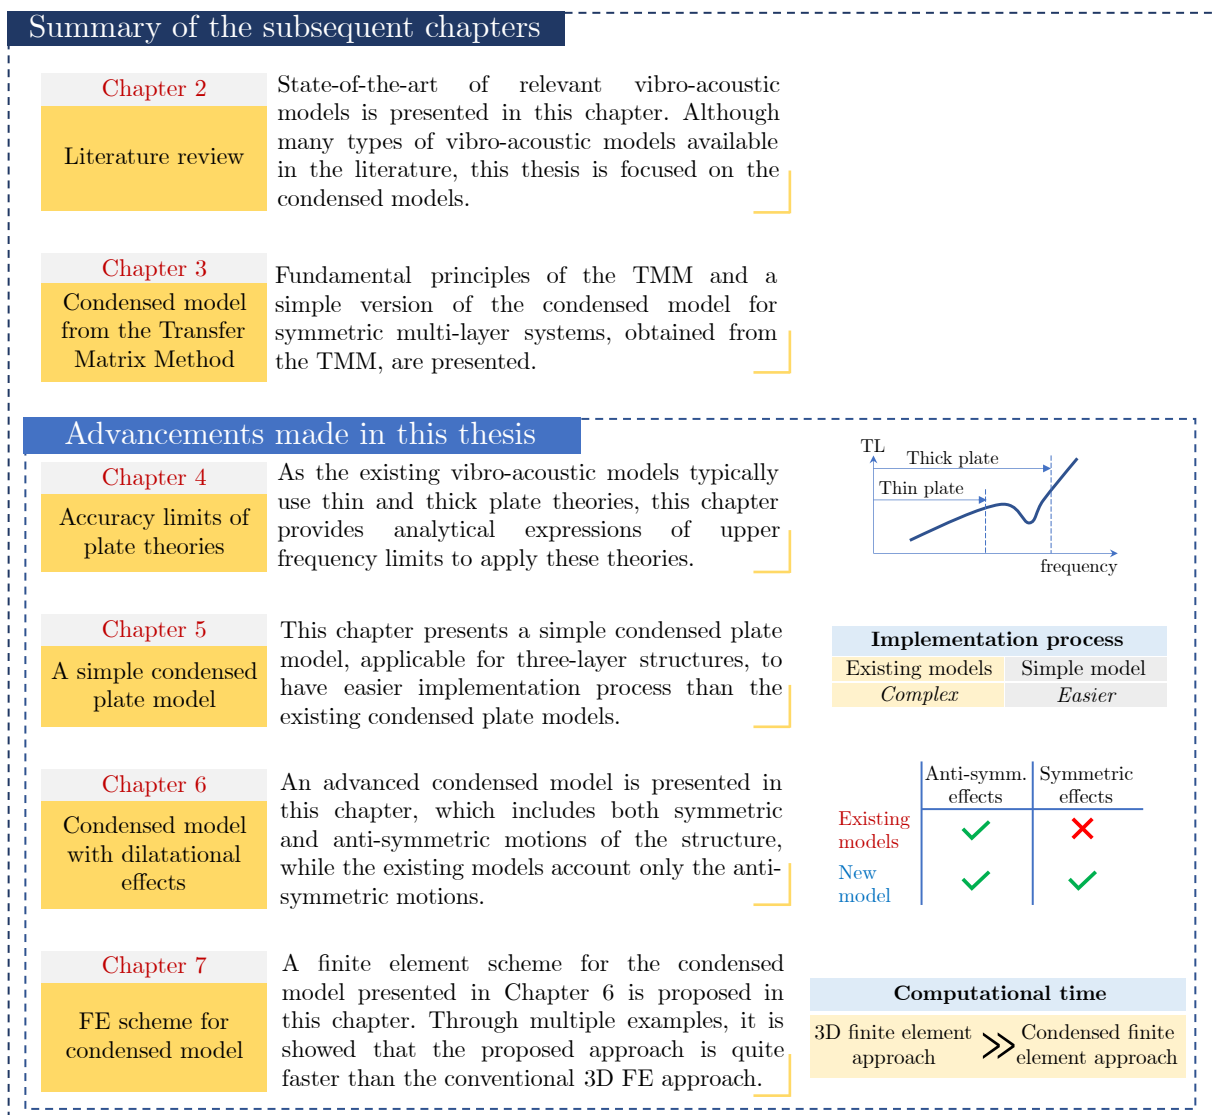 Summary of the subsequent chapters
Chapter 2
Literature review
State-of-the-art of relevant vibro-acoustic
models is presented in this chapter. Although
many types of vibro-acoustic models available
in the literature, this thesis is focused on the
condensed models.
Chapter 3
Condensed model
from the Transfer
Matrix Method
Fundamental principles of the TMM and a
simple version of the condensed model for
symmetric multi-layer systems, obtained from
the TMM, are presented.
Advancements made in this thesis
Chapter 4
Accuracy limits of
plate theories
As the existing vibro-acoustic models typically
use thin and thick plate theories, this chapter
provides analytical expressions of upper
frequency limits to apply these theories.
TL
Thick plate
Thin plate
frequency
Chapter 5
A simple condensed
plate model
This chapter presents a simple condensed plate
model, applicable for three-layer structures, to
have easier implementation process than the
existing condensed plate models.
Implementation process
Existing models Simple model
Complex Easier
Chapter 6
Condensed model
with dilatational
effects
An advanced condensed model is presented in
this chapter, which includes both symmetric
and anti-symmetric motions of the structure,
while the existing models account only the anti-
symmetric motions.
Anti-symm. Symmetric
effects effects
Existing
models
New
model
Chapter 7
FE scheme for
condensed model
A finite element scheme for the condensed
model presented in Chapter 6 is proposed in
this chapter. Through multiple examples, it is
showed that the proposed approach is quite
faster than the conventional 3D FE approach.
Computational time
3D finite element
approach
≫
Condensed finite
element approach